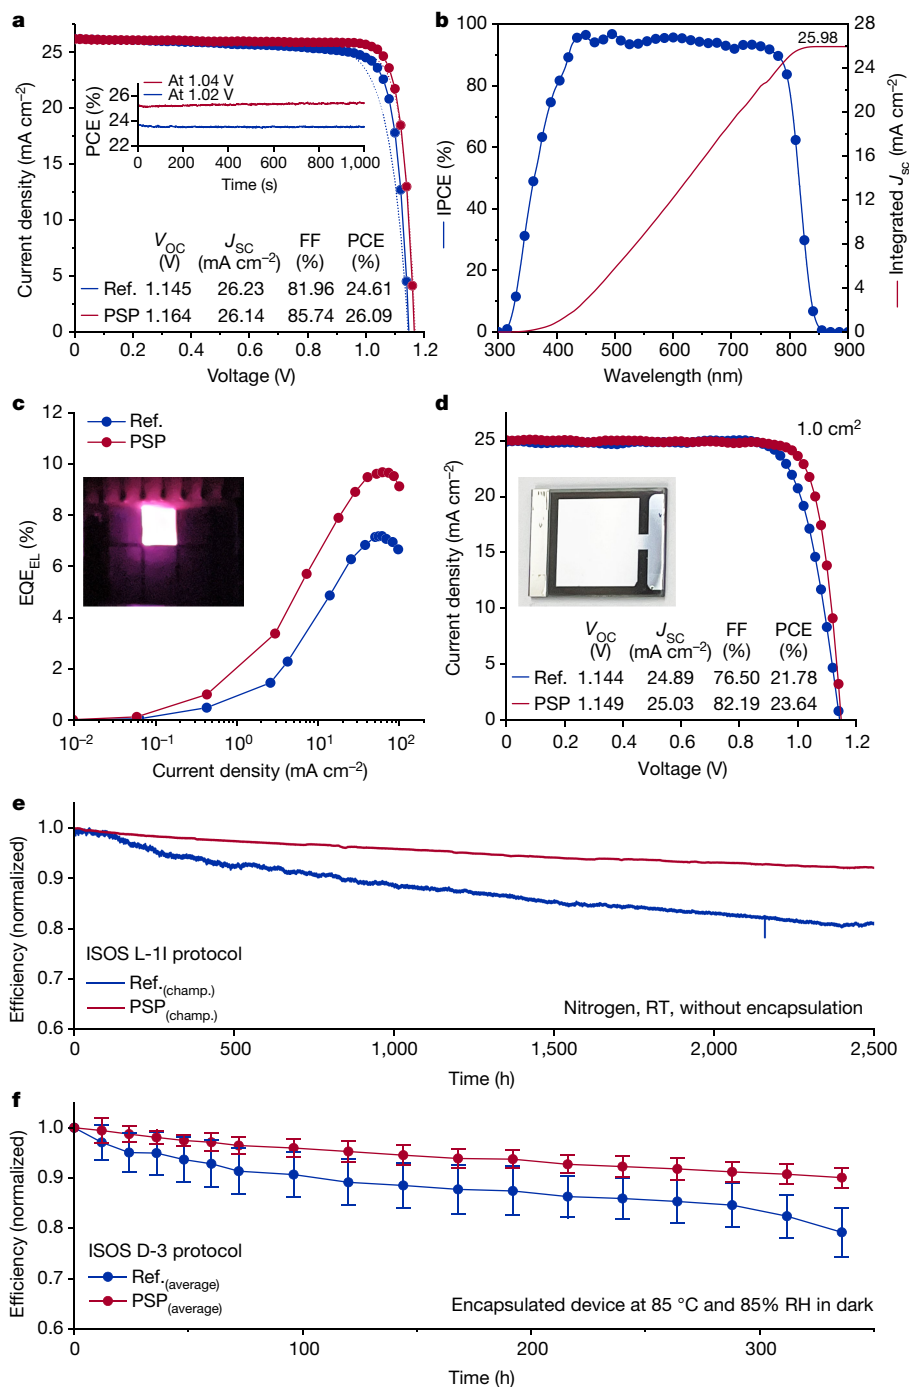 a
Current density (mA cm–2)
25
20
15
10
5
0
0
0.2
0.4
0.6
0.8
1.0
1.2
Voltage (V)
At 1.04 V
At 1.02 V
PCE (%)
26
24
22
0
200
400
600
800
1,000
Time (s)
VOC (V) JSC (mA cm–2) FF (%) PCE (%)
Ref. 1.145 26.23 81.96 24.61
PSP 1.164 26.14 85.74 26.09
b
IPCE (%)
100
80
60
40
20
0
300
400
500
600
700
800
900
Wavelength (nm)
28
24
20
16
12
8
4
0
Integrated JSC (mA cm–2)
25.98
c
Ref.
PSP
EQEEL (%)
12
10
8
6
4
2
0
10–2
10–1
100
101
102
Current density (mA cm–2)
d
1.0 cm2
Current density (mA cm–2)
25
20
15
10
5
0
0
0.2
0.4
0.6
0.8
1.0
1.2
Voltage (V)
VOC (V) JSC (mA cm–2) FF (%) PCE (%)
Ref. 1.144 24.89 76.50 21.78
PSP 1.149 25.03 82.19 23.64
e
Efficiency (normalized)
1.0
0.9
0.8
0.7
0.6
ISOS L-1I protocol
Ref.(champ.)
PSP(champ.)
Nitrogen, RT, without encapsulation
0
500
1,000
1,500
2,000
2,500
Time (h)
f
Efficiency (normalized)
1.0
0.9
0.8
0.7
0.6
ISOS D-3 protocol
Ref.(average)
PSP(average)
Encapsulated device at 85 °C and 85% RH in dark
0
100
200
300
Time (h)